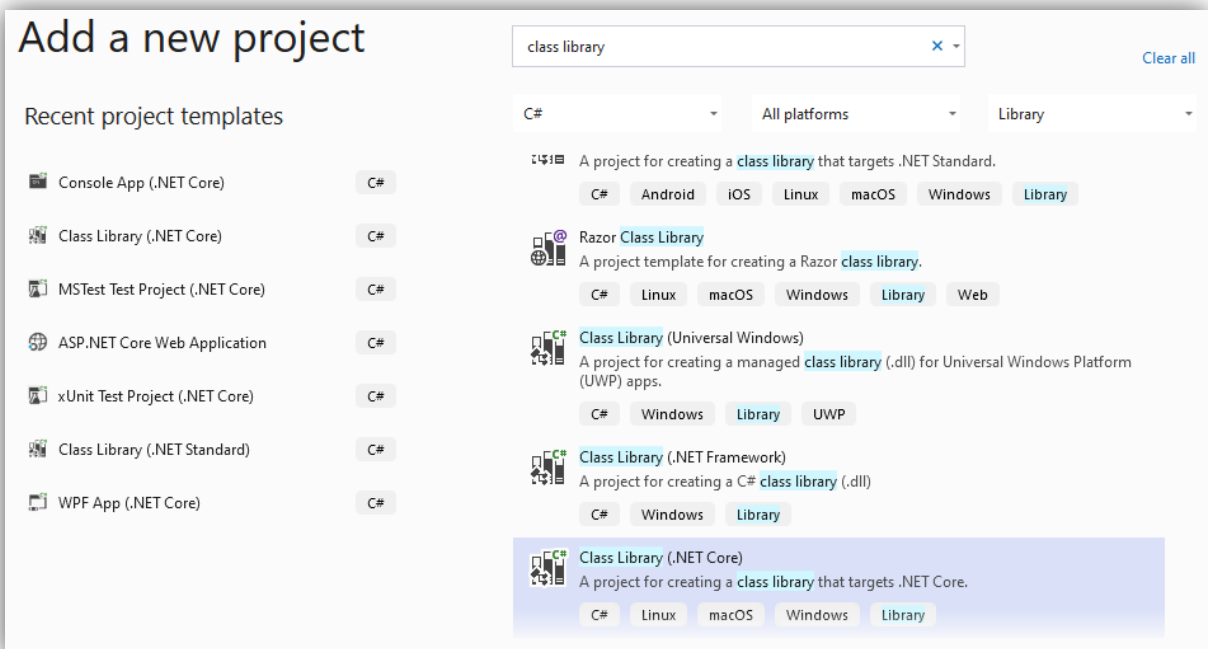 Add a new project
class library
Clear all
Recent project templates
C#
All platforms
Library
Console App (.NET Core)
C#
Class Library (.NET Core)
C#
MSTest Test Project (.NET Core)
C#
ASP.NET Core Web Application
C#
xUnit Test Project (.NET Core)
C#
Class Library (.NET Standard)
C#
WPF App (.NET Core)
C#
A project for creating a class library that targets .NET Standard.
C# Android iOS Linux macOS Windows Library
Razor Class Library
A project template for creating a Razor class library.
C# Linux macOS Windows Library Web
Class Library (Universal Windows)
A project for creating a managed class library (.dll) for Universal Windows Platform
(UWP) apps.
C# Windows Library UWP
Class Library (.NET Framework)
A project for creating a C# class library (.dll)
C# Windows Library
Class Library (.NET Core)
A project for creating a class library that targets .NET Core.
C# Linux macOS Windows Library